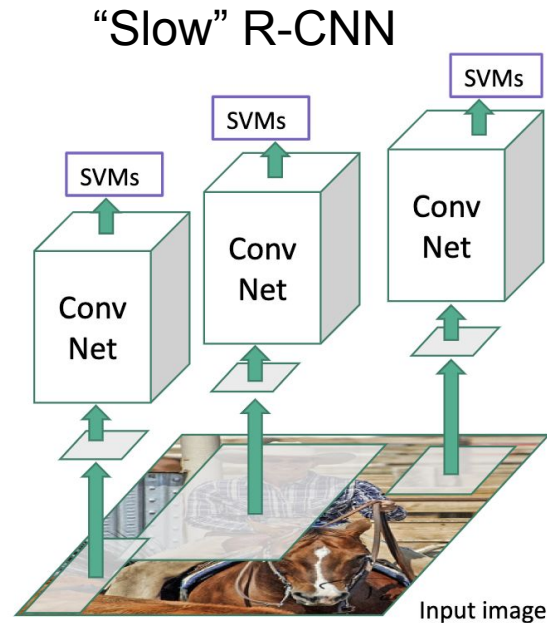 “Slow” R-CNN
SVMs
SVMs
SVMs
Conv
Net
Conv
Net
Conv
Net
Input image